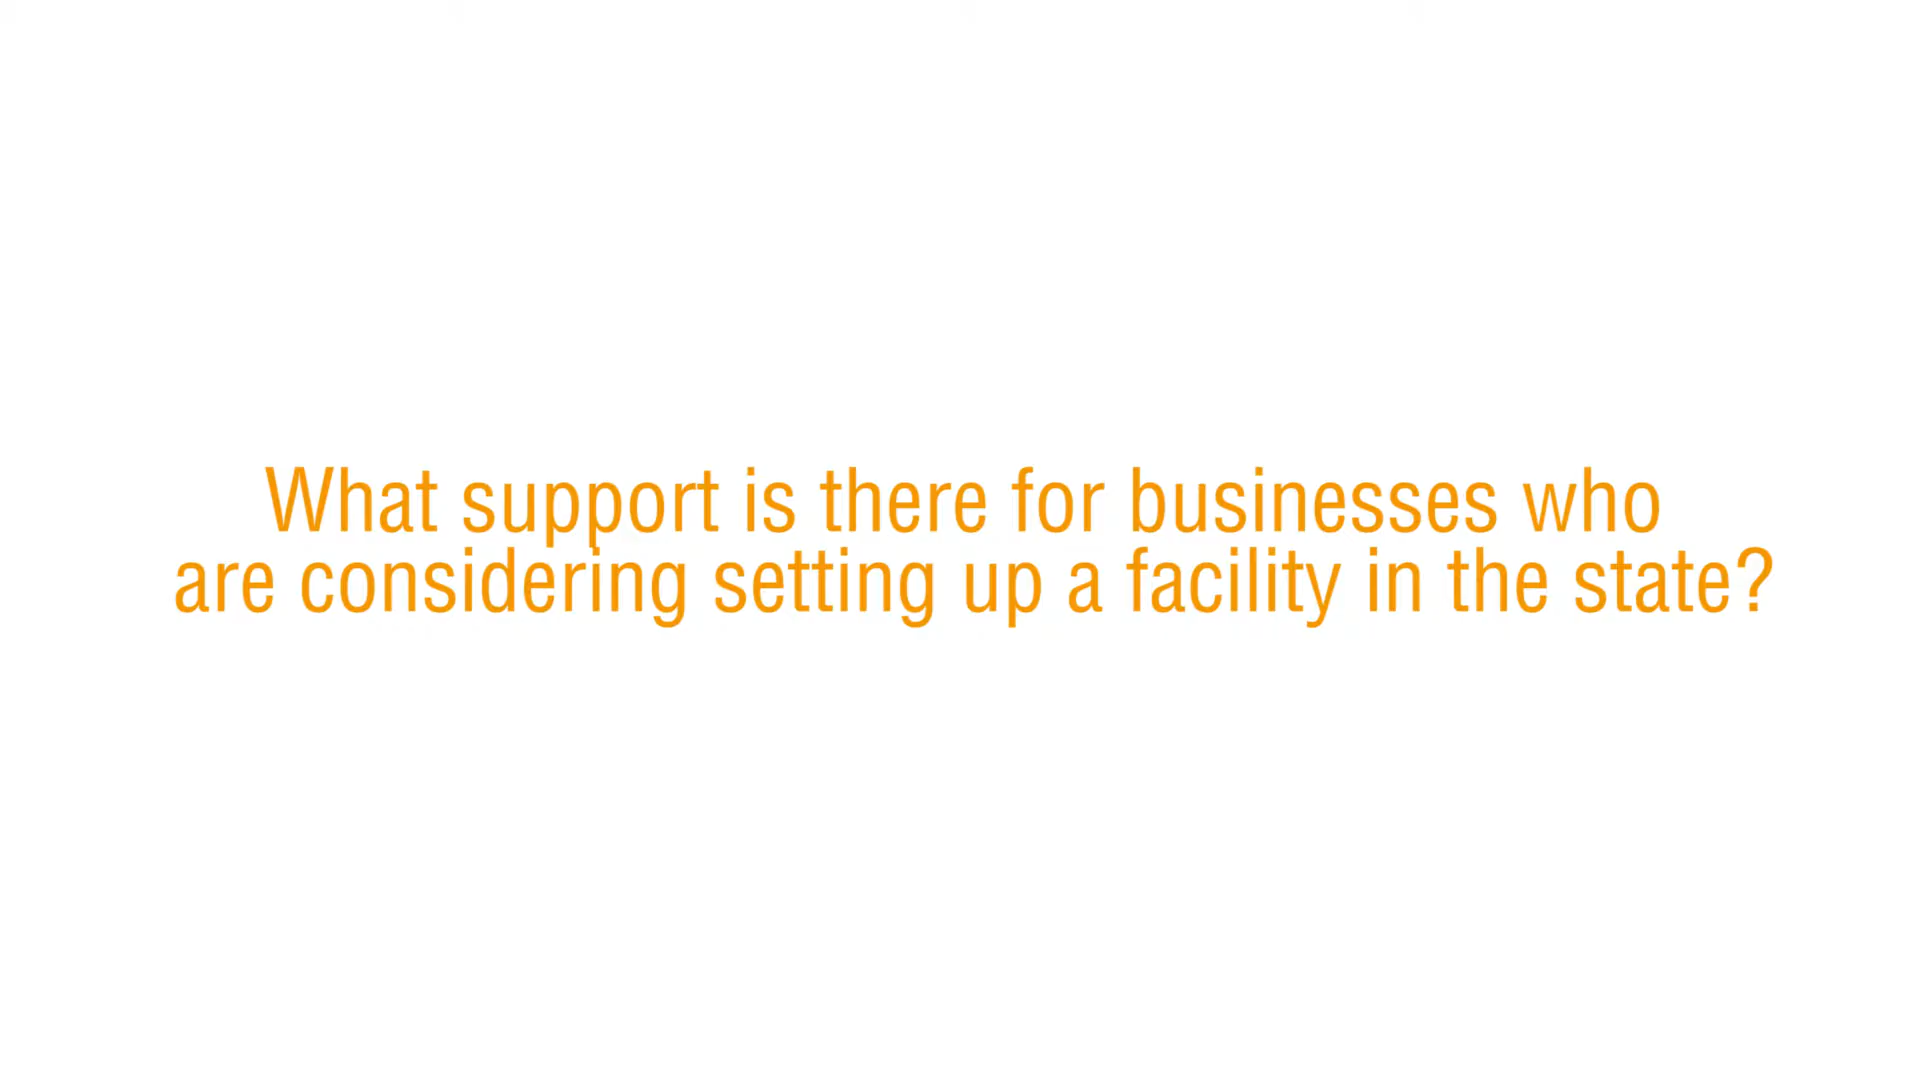 What support is there for businesses who
are considering setting up a facility in the state?